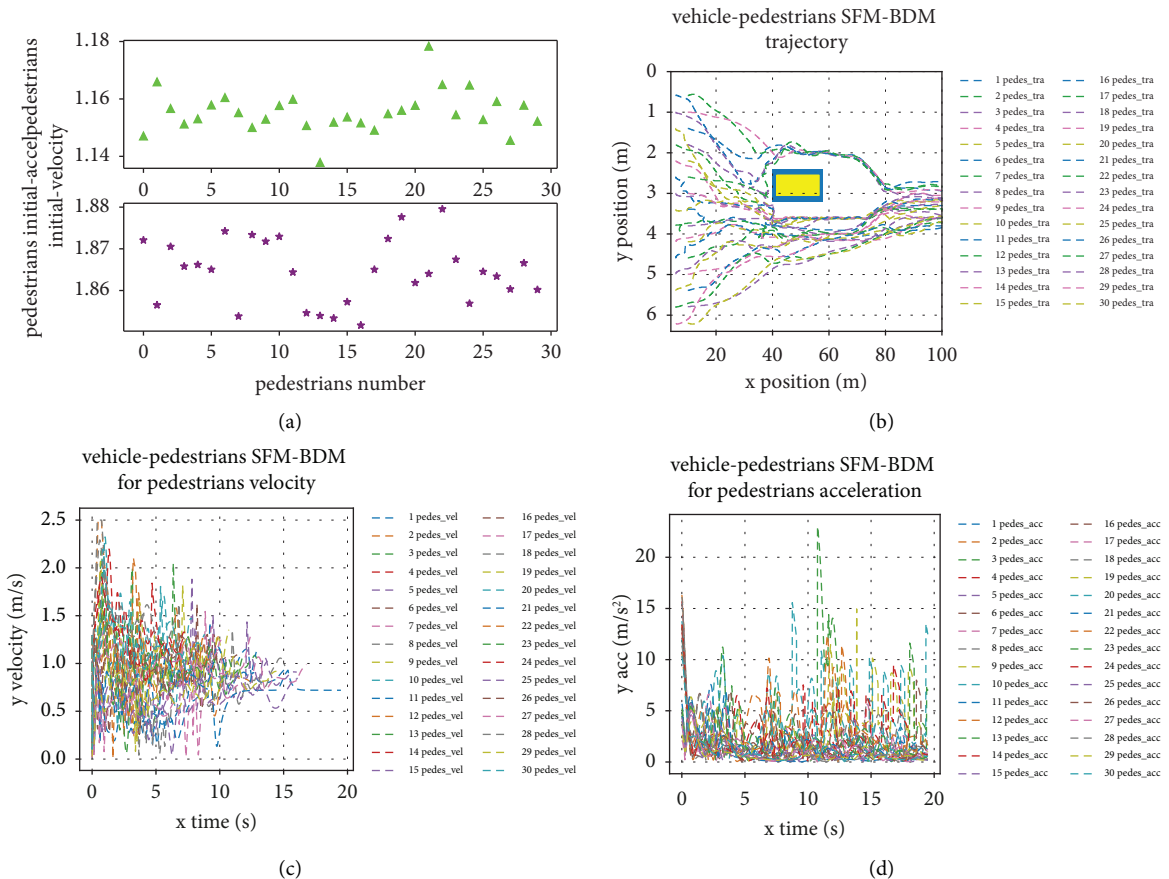 1.18
1.16
1.14
0 5 10 15 20 25 30
pedestrians initial-accelpedestrians
initial-velocity
1.88
1.87
1.86
0 5 10 15 20 25 30
pedestrians number
(a)
vehicle-pedestrians SFM-BDM
trajectory
0
1
2
3
4
5
6
y position (m)
20 40 60 80 100
x position (m)
1 pedes_tra
2 pedes_tra
3 pedes_tra
4 pedes_tra
5 pedes_tra
6 pedes_tra
7 pedes_tra
8 pedes_tra
9 pedes_tra
10 pedes_tra
11 pedes_tra
12 pedes_tra
13 pedes_tra
14 pedes_tra
15 pedes_tra
16 pedes_tra
17 pedes_tra
18 pedes_tra
19 pedes_tra
20 pedes_tra
21 pedes_tra
22 pedes_tra
23 pedes_tra
24 pedes_tra
25 pedes_tra
26 pedes_tra
27 pedes_tra
28 pedes_tra
29 pedes_tra
30 pedes_tra
(b)
vehicle-pedestrians SFM-BDM
for pedestrians velocity
2.5
2.0
1.5
1.0
0.5
0.0
y velocity (m/s)
0 5 10 15 20
x time (s)
1 pedes_vel
2 pedes_vel
3 pedes_vel
4 pedes_vel
5 pedes_vel
6 pedes_vel
7 pedes_vel
8 pedes_vel
9 pedes_vel
10 pedes_vel
11 pedes_vel
12 pedes_vel
13 pedes_vel
14 pedes_vel
15 pedes_vel
16 pedes_vel
17 pedes_vel
18 pedes_vel
19 pedes_vel
20 pedes_vel
21 pedes_vel
22 pedes_vel
23 pedes_vel
24 pedes_vel
25 pedes_vel
26 pedes_vel
27 pedes_vel
28 pedes_vel
29 pedes_vel
30 pedes_vel
(c)
vehicle-pedestrians SFM-BDM
for pedestrians acceleration
20
15
10
5
0
y acc (m/s²)
0 5 10 15 20
x time (s)
1 pedes_acc
2 pedes_acc
3 pedes_acc
4 pedes_acc
5 pedes_acc
6 pedes_acc
7 pedes_acc
8 pedes_acc
9 pedes_acc
10 pedes_acc
11 pedes_acc
12 pedes_acc
13 pedes_acc
14 pedes_acc
15 pedes_acc
16 pedes_acc
17 pedes_acc
18 pedes_acc
19 pedes_acc
20 pedes_acc
21 pedes_acc
22 pedes_acc
23 pedes_acc
24 pedes_acc
25 pedes_acc
26 pedes_acc
27 pedes_acc
28 pedes_acc
29 pedes_acc
30 pedes_acc
(d)